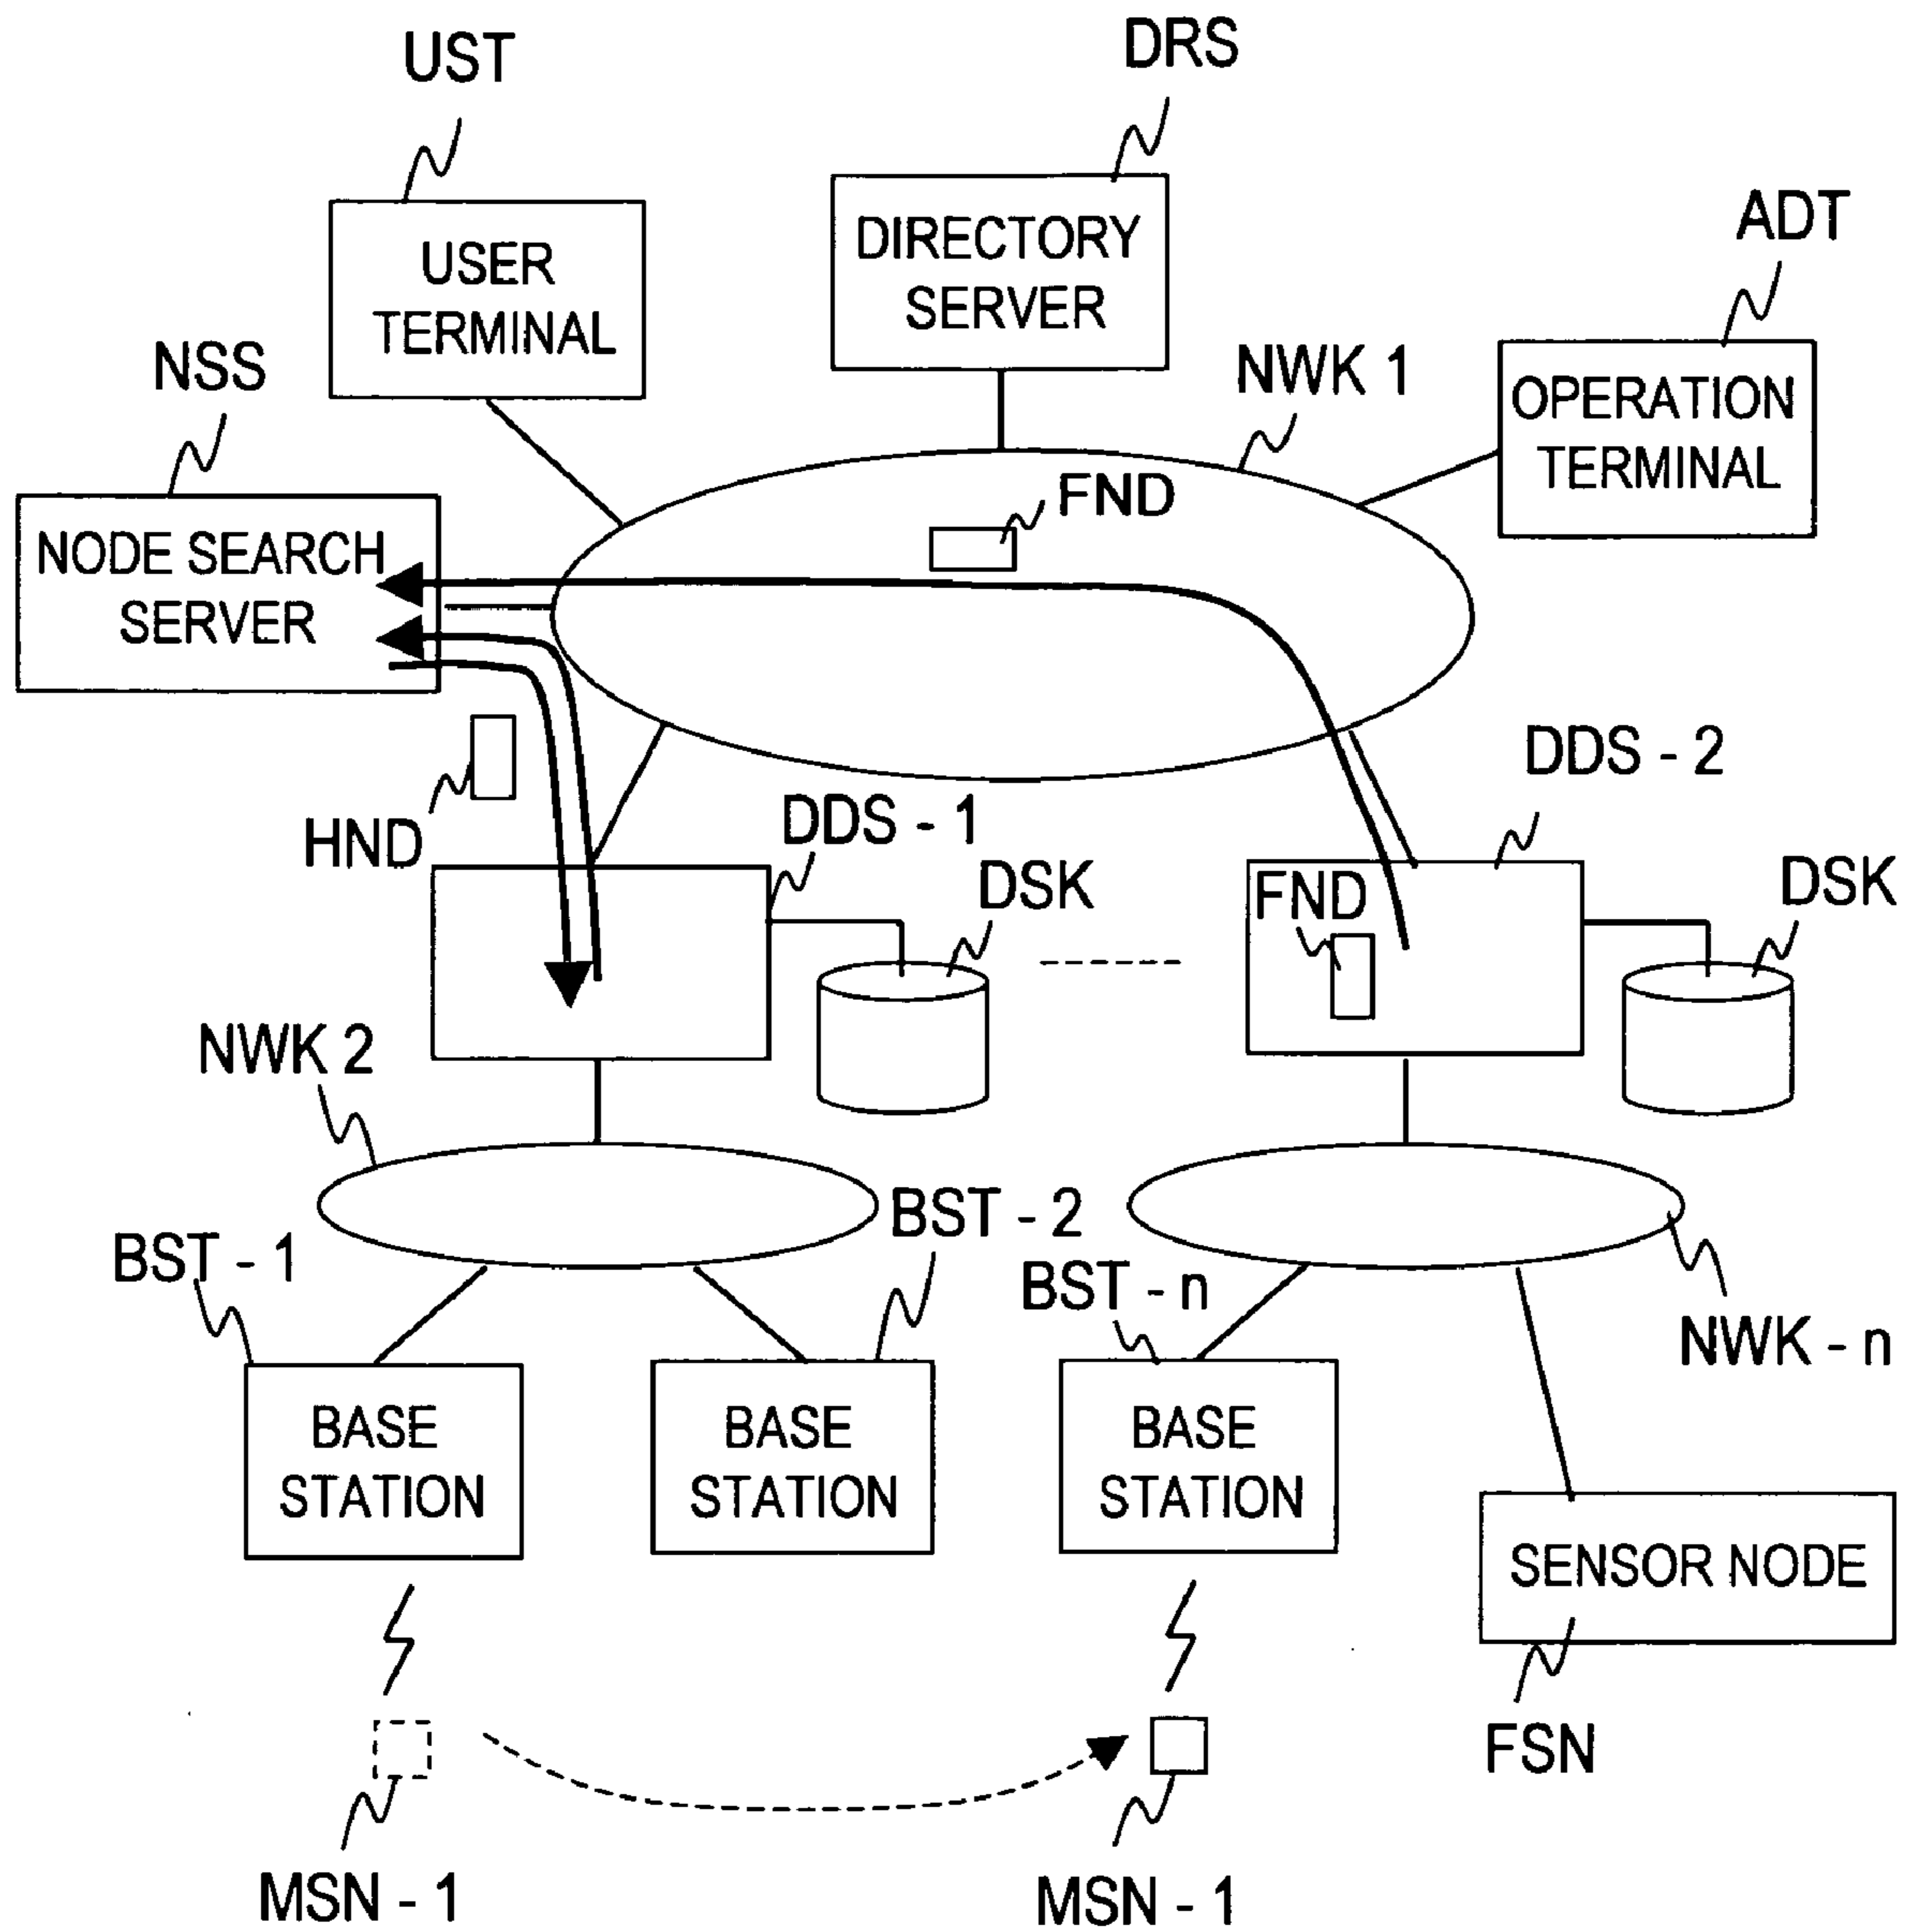 UST
DRS
ADT
USER
TERMINAL
DIRECTORY
SERVER
NSS
NWK 1
OPERATION
TERMINAL
FND
NODE SEARCH
SERVER
HND
DDS - 1
DDS - 2
DSK
FND
DSK
NWK 2
BST - 1
BST - 2
BST - n
NWK - n
BASE
STATION
BASE
STATION
BASE
STATION
SENSOR NODE
FSN
MSN - 1
MSN - 1